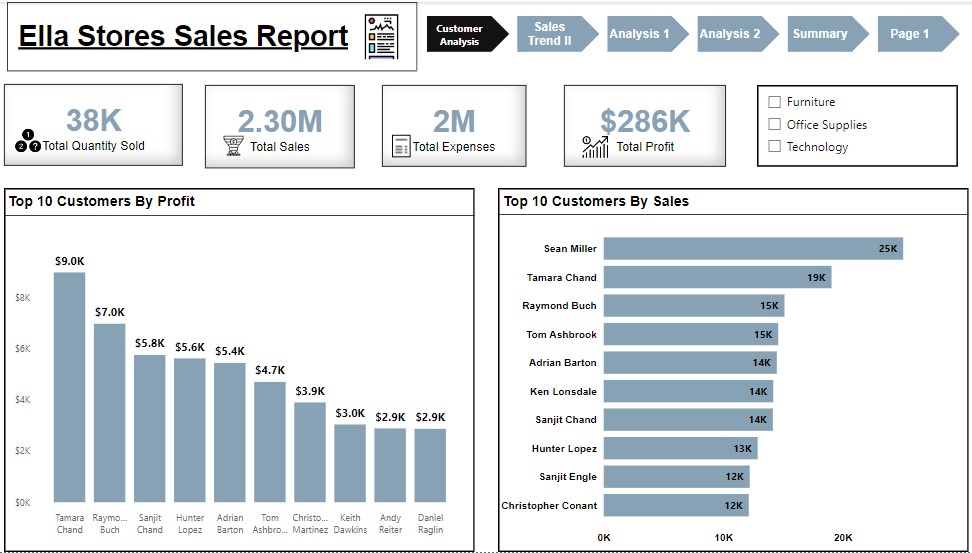 Ella Stores Sales Report
Customer
Analysis
Sales
Trend II
Analysis 1
Analysis 2
Summary
Page 1
38K
1
2
?
Total Quantity Sold
2.30M
Total Sales
2M
Total Expenses
$286K
Total Profit
Furniture
Office Supplies
Technology
Top 10 Customers By Profit
$9.0K
$7.0K
$5.8K
$5.6K
$5.4K
$4.7K
$3.9K
$3.0K
$2.9K
$2.9K
$8K
$6K
$4K
$2K
$0K
Tamara
Chand
Raymo...
Buch
Sanjit
Chand
Hunter
Lopez
Adrian
Barton
Tom
Ashbro...
Christo...
Martinez
Keith
Dawkins
Andy
Reiter
Daniel
Raglin
Top 10 Customers By Sales
Sean Miller 25K
Tamara Chand 19K
Raymond Buch 15K
Tom Ashbrook 15K
Adrian Barton 14K
Ken Lonsdale 14K
Sanjit Chand 14K
Hunter Lopez 13K
Sanjit Engle 12K
Christopher Conant 12K
0K 10K 20K